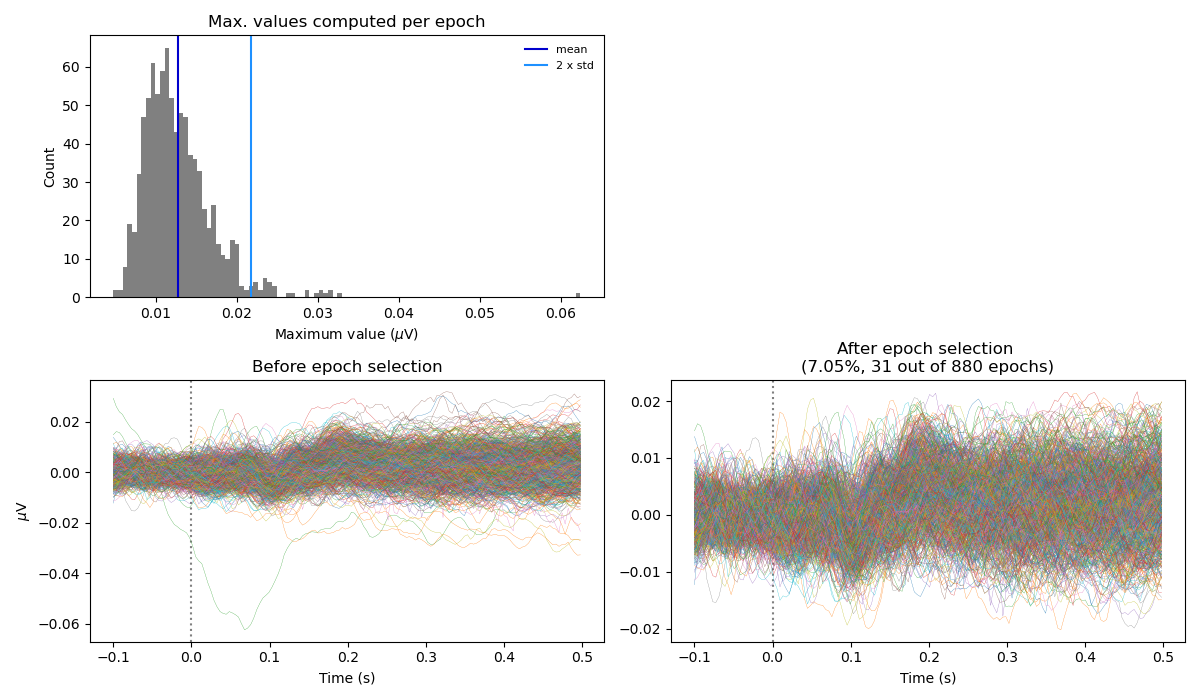 Max. values computed per epoch
mean
2 x std
Count
60
50
40
30
20
10
0
0.01 0.02 0.03 0.04 0.05 0.06
Maximum value (μV)
Before epoch selection
μV
0.02
0.00
−0.02
−0.04
−0.06
−0.1 0.0 0.1 0.2 0.3 0.4 0.5
Time (s)
After epoch selection
(7.05%, 31 out of 880 epochs)
0.02
0.01
0.00
−0.01
−0.02
−0.1 0.0 0.1 0.2 0.3 0.4 0.5
Time (s)